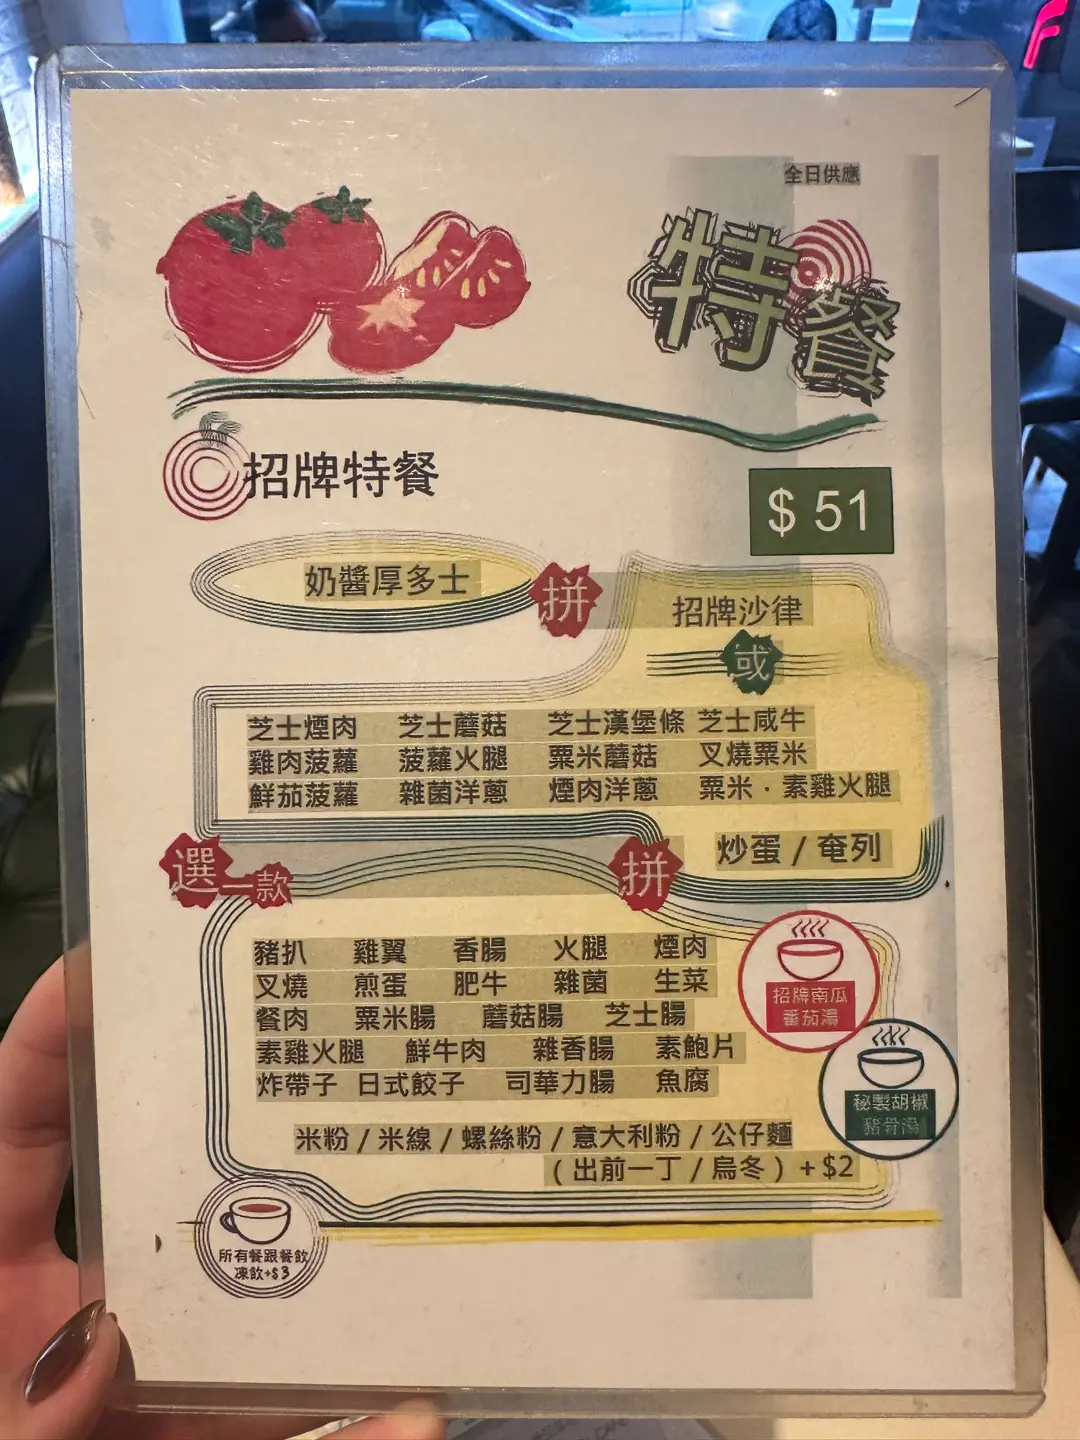 全日供應
特餐
招牌特餐
$ 51
奶醬厚多士
拼
招牌沙律
或
芝士煙肉 芝士蘑菇 芝士漢堡條 芝士咸牛
雞肉菠蘿 菠蘿火腿 粟米蘑菇 叉燒粟米
鮮茄菠蘿 雜菌洋蔥 煙肉洋蔥 粟米．素雞火腿
炒蛋 / 奄列
選一款
拼
豬扒 雞翼 香腸 火腿 煙肉
叉燒 煎蛋 肥牛 雜菌 生菜
餐肉 粟米腸 蘑菇腸 芝士腸
素雞火腿 鮮牛肉 雜香腸 素鮑片
炸帶子 日式餃子 司華力腸 魚腐
招牌南瓜
番茄湯
秘製胡椒
豬骨湯
米粉 / 米線 / 螺絲粉 / 意大利粉 / 公仔麵
( 出前一丁 / 烏冬 ) + $2
所有餐跟餐飲
凍飲+$3